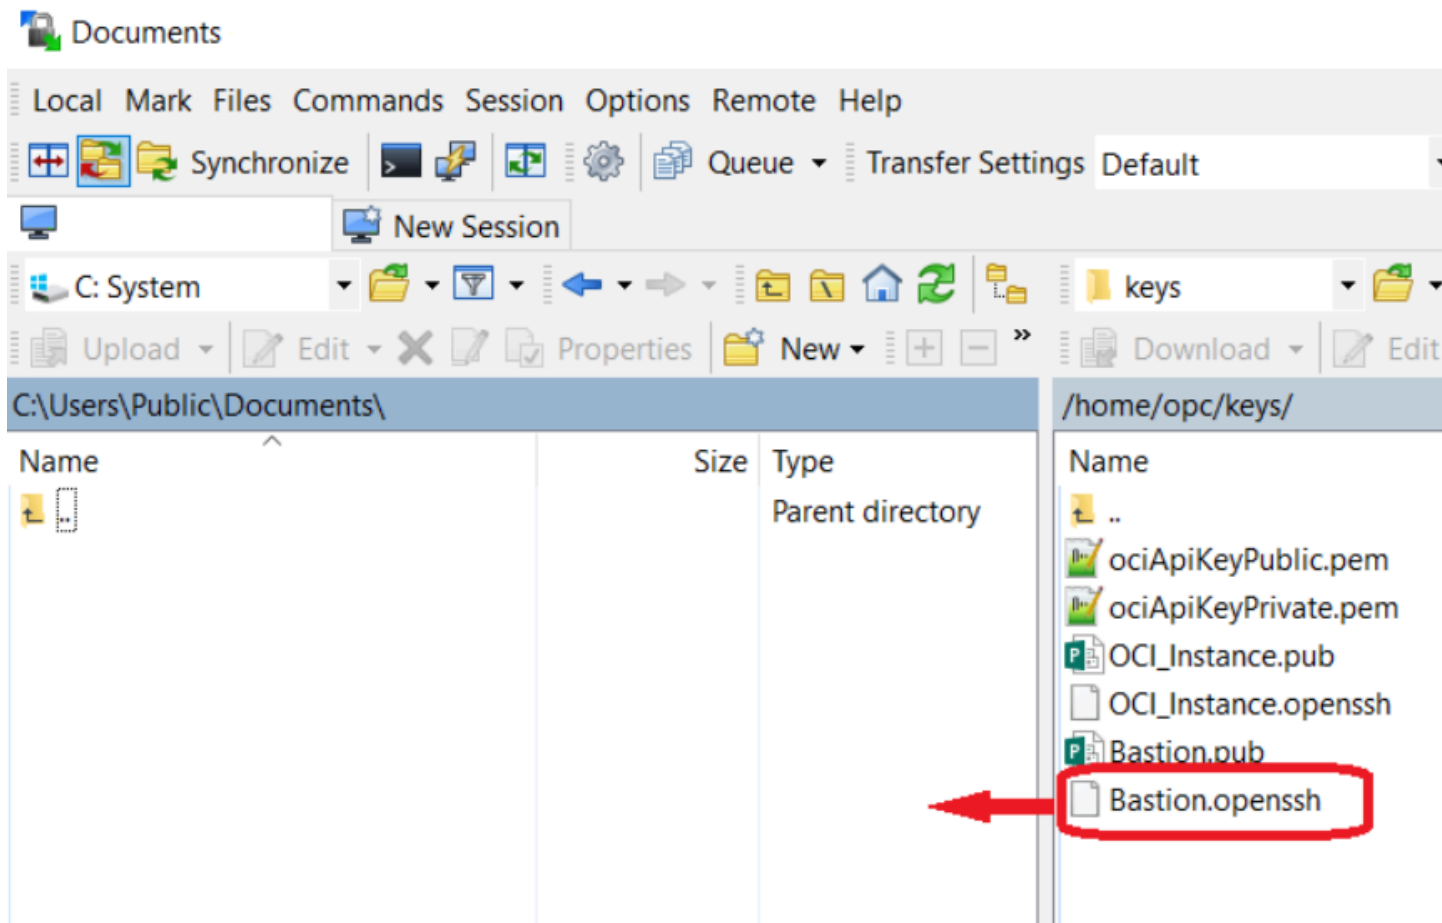 Documents
Local Mark Files Commands Session Options Remote Help
Synchronize Queue Transfer Settings Default
New Session
C: System keys
Upload Edit Properties New » Download Edit
C:\Users\Public\Documents\ /home/opc/keys/
Name Size Type Name
.. Parent directory ..
ociApiKeyPublic.pem
ociApiKeyPrivate.pem
OCI_Instance.pub
OCI_Instance.openssh
Bastion.pub
Bastion.openssh